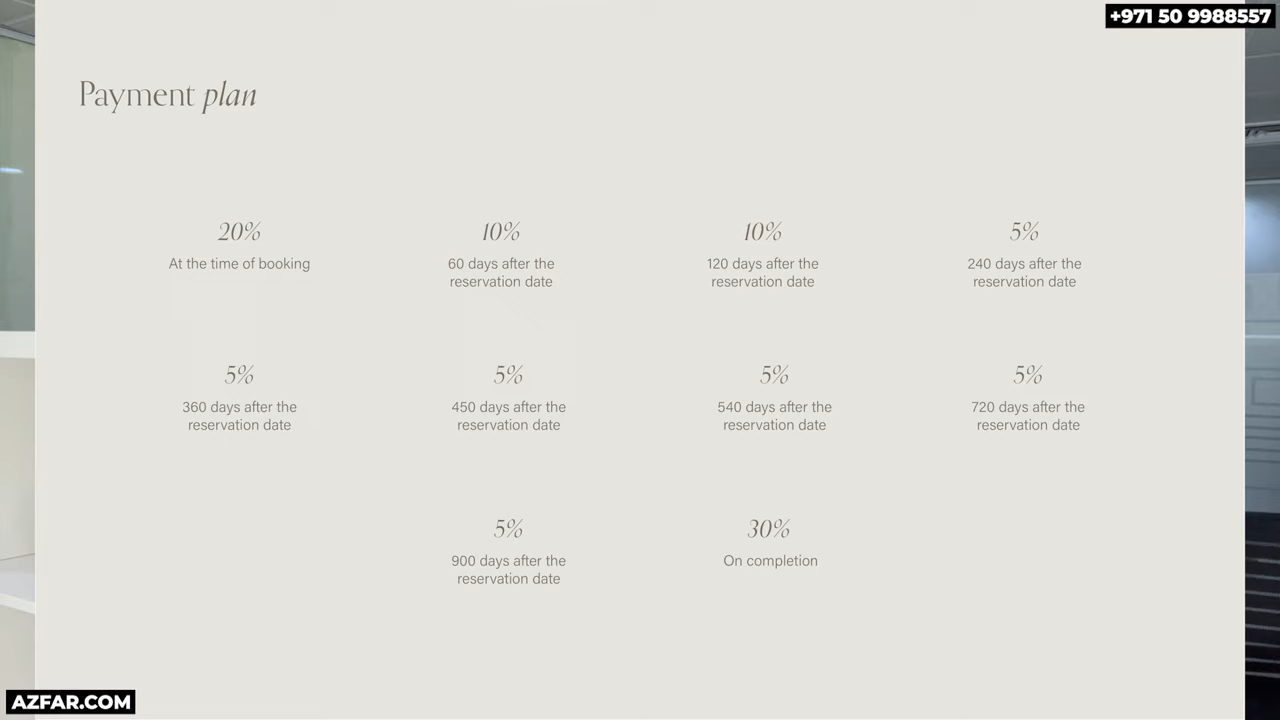 +971 50 9988557
Payment plan
20%
At the time of booking
10%
60 days after the
reservation date
10%
120 days after the
reservation date
5%
240 days after the
reservation date
5%
360 days after the
reservation date
5%
450 days after the
reservation date
5%
540 days after the
reservation date
5%
720 days after the
reservation date
5%
900 days after the
reservation date
30%
On completion
AZFAR.COM